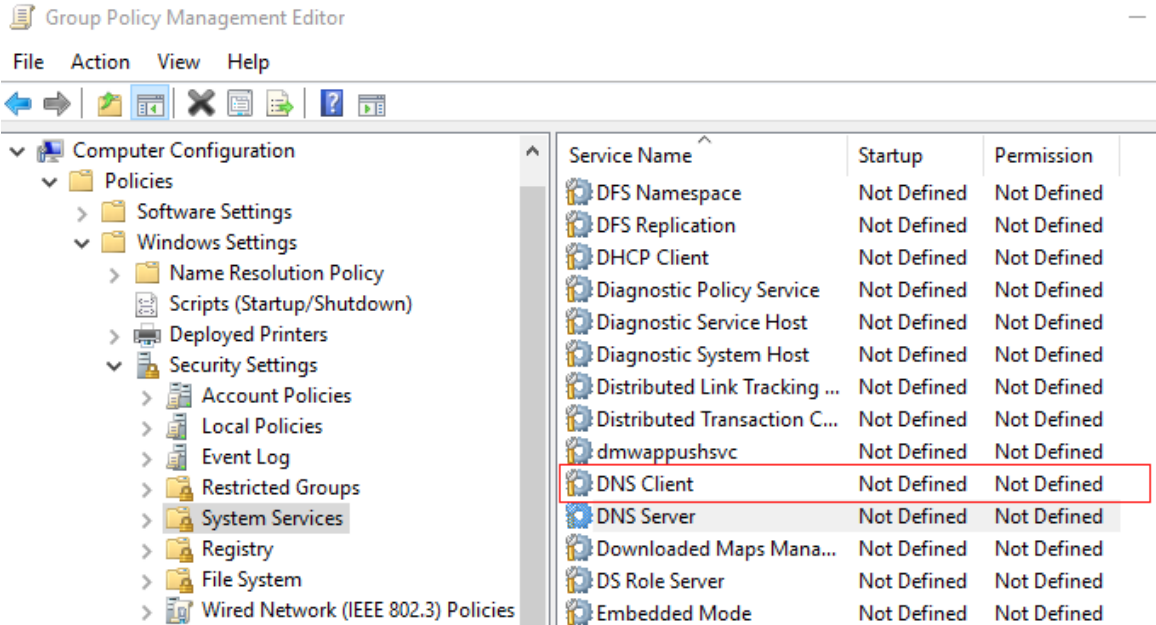 Group Policy Management Editor
File Action View Help
Computer Configuration
Policies
Software Settings
Windows Settings
Name Resolution Policy
Scripts (Startup/Shutdown)
Deployed Printers
Security Settings
Account Policies
Local Policies
Event Log
Restricted Groups
System Services
Registry
File System
Wired Network (IEEE 802.3) Policies
Service Name Startup Permission
DFS Namespace Not Defined Not Defined
DFS Replication Not Defined Not Defined
DHCP Client Not Defined Not Defined
Diagnostic Policy Service Not Defined Not Defined
Diagnostic Service Host Not Defined Not Defined
Diagnostic System Host Not Defined Not Defined
Distributed Link Tracking ... Not Defined Not Defined
Distributed Transaction C... Not Defined Not Defined
dmwappushsvc Not Defined Not Defined
DNS Client Not Defined Not Defined
DNS Server Not Defined Not Defined
Downloaded Maps Mana... Not Defined Not Defined
DS Role Server Not Defined Not Defined
Embedded Mode Not Defined Not Defined